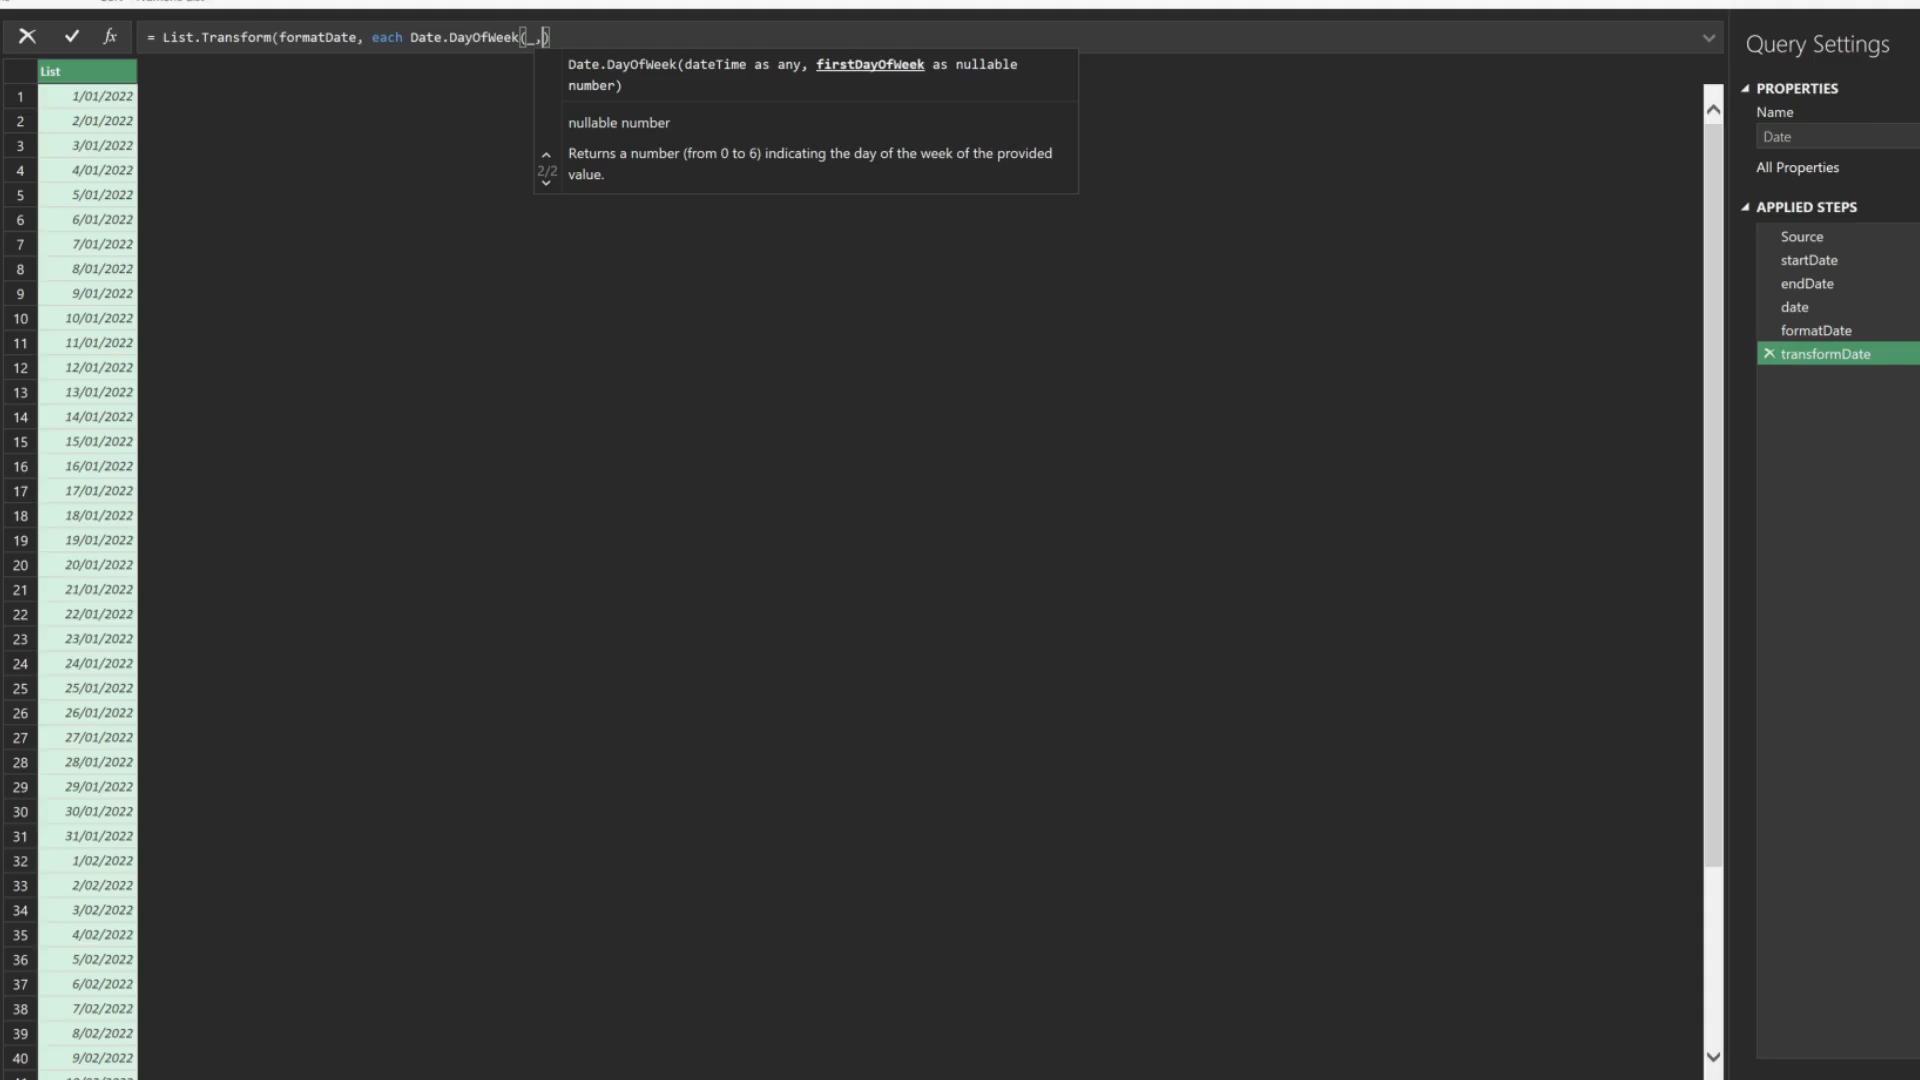 = List.Transform(formatDate, each Date.DayOfWeek(_,)
Date.DayOfWeek(dateTime as any, firstDayOfWeek as nullable
number)
nullable number
2/2
Returns a number (from 0 to 6) indicating the day of the week of the provided
value.
List
1 1/01/2022
2 2/01/2022
3 3/01/2022
4 4/01/2022
5 5/01/2022
6 6/01/2022
7 7/01/2022
8 8/01/2022
9 9/01/2022
10 10/01/2022
11 11/01/2022
12 12/01/2022
13 13/01/2022
14 14/01/2022
15 15/01/2022
16 16/01/2022
17 17/01/2022
18 18/01/2022
19 19/01/2022
20 20/01/2022
21 21/01/2022
22 22/01/2022
23 23/01/2022
24 24/01/2022
25 25/01/2022
26 26/01/2022
27 27/01/2022
28 28/01/2022
29 29/01/2022
30 30/01/2022
31 31/01/2022
32 1/02/2022
33 2/02/2022
34 3/02/2022
35 4/02/2022
36 5/02/2022
37 6/02/2022
38 7/02/2022
39 8/02/2022
40 9/02/2022
Query Settings
PROPERTIES
Name
Date
All Properties
APPLIED STEPS
Source
startDate
endDate
date
formatDate
transformDate